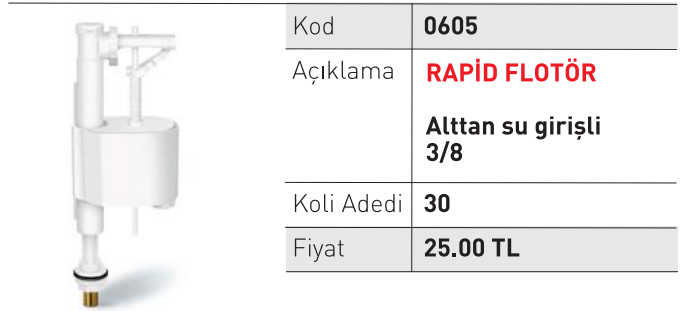 Kod 0605
Açıklama RAPİD FLOTÖR
Alttan su girişli
3/8
Koli Adedi 30
Fiyat 25.00 TL